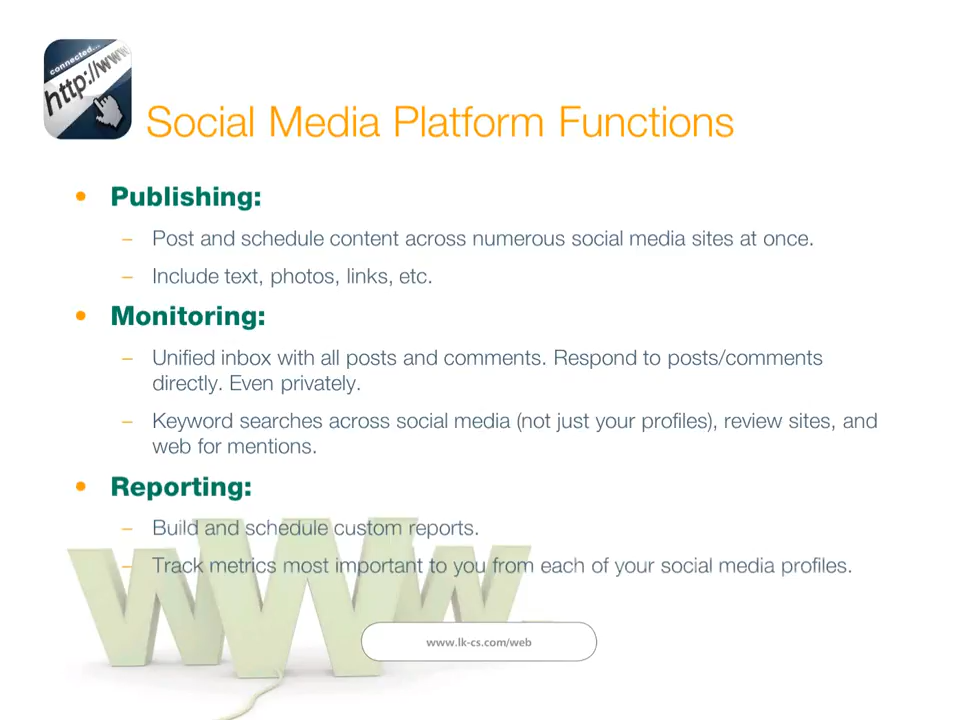 connected...
http://www
Social Media Platform Functions
• Publishing:
– Post and schedule content across numerous social media sites at once.
– Include text, photos, links, etc.
• Monitoring:
– Unified inbox with all posts and comments. Respond to posts/comments
directly. Even privately.
– Keyword searches across social media (not just your profiles), review sites, and
web for mentions.
• Reporting:
– Build and schedule custom reports.
– Track metrics most important to you from each of your social media profiles.
www
www.lk-cs.com/web